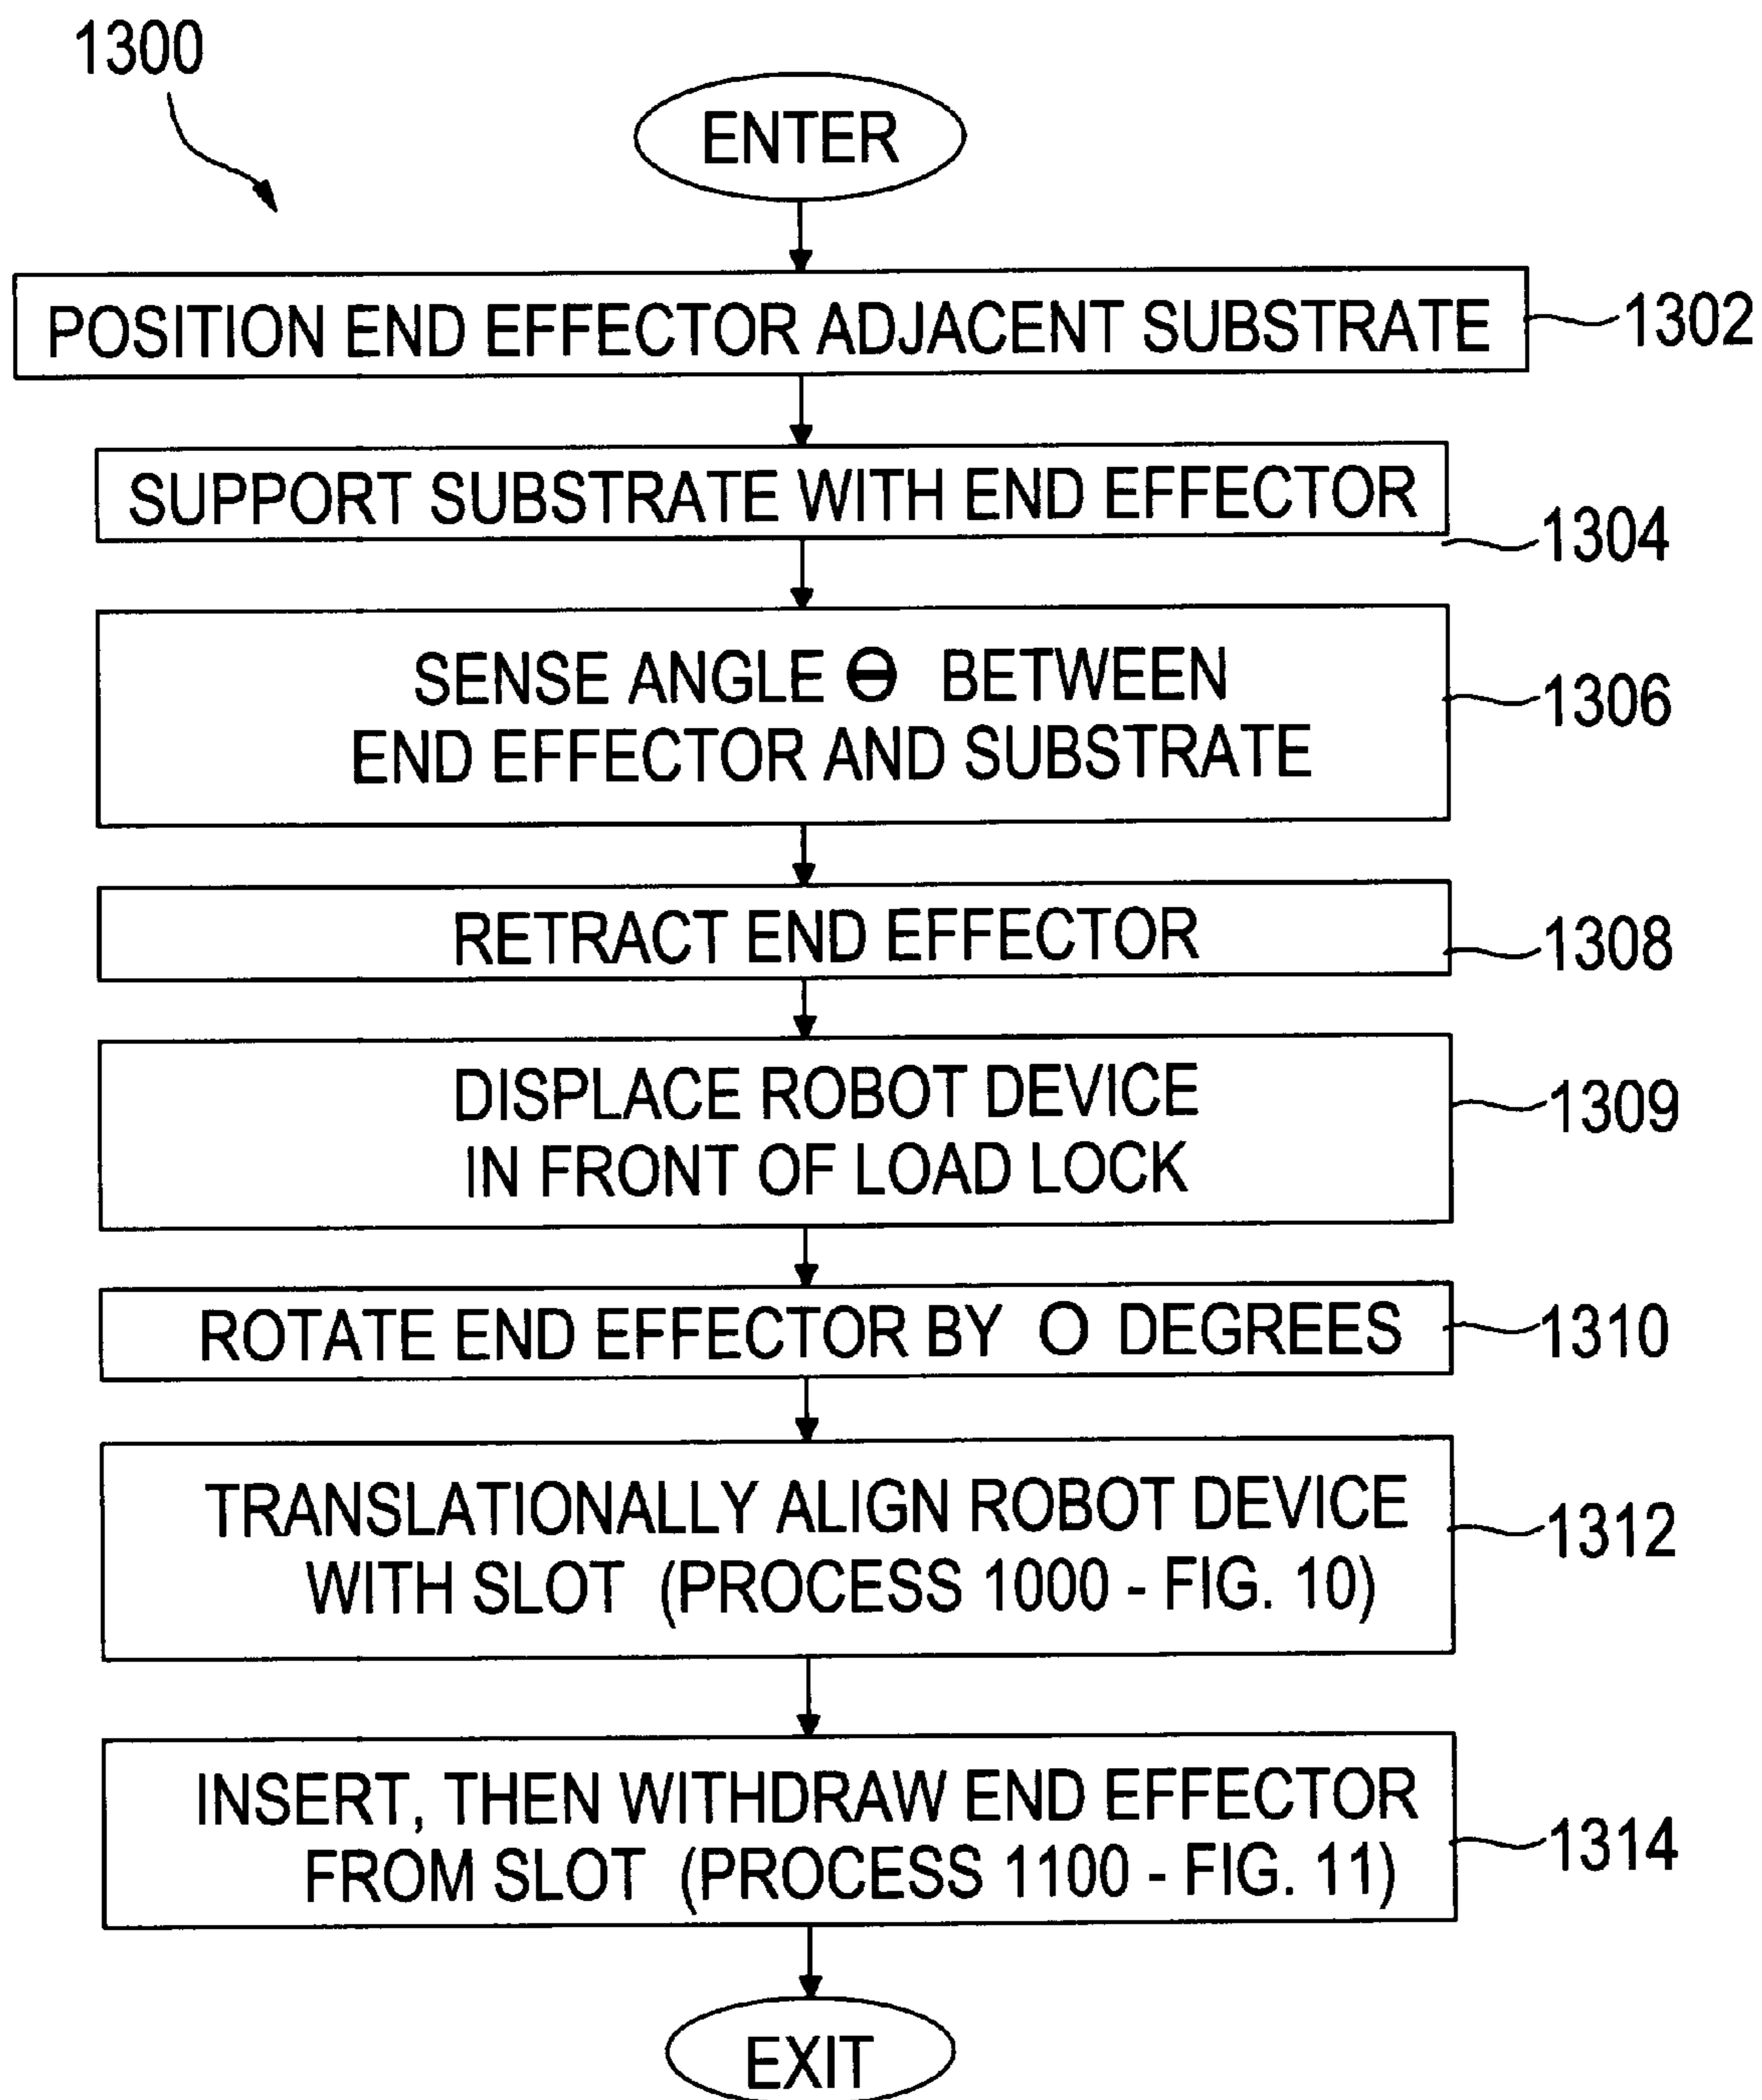 1300
ENTER
POSITION END EFFECTOR ADJACENT SUBSTRATE
1302
SUPPORT SUBSTRATE WITH END EFFECTOR
1304
SENSE ANGLE Θ BETWEEN
END EFFECTOR AND SUBSTRATE
1306
RETRACT END EFFECTOR
1308
DISPLACE ROBOT DEVICE
IN FRONT OF LOAD LOCK
1309
ROTATE END EFFECTOR BY O DEGREES
1310
TRANSLATIONALLY ALIGN ROBOT DEVICE
WITH SLOT (PROCESS 1000 - FIG. 10)
1312
INSERT, THEN WITHDRAW END EFFECTOR
FROM SLOT (PROCESS 1100 - FIG. 11)
1314
EXIT